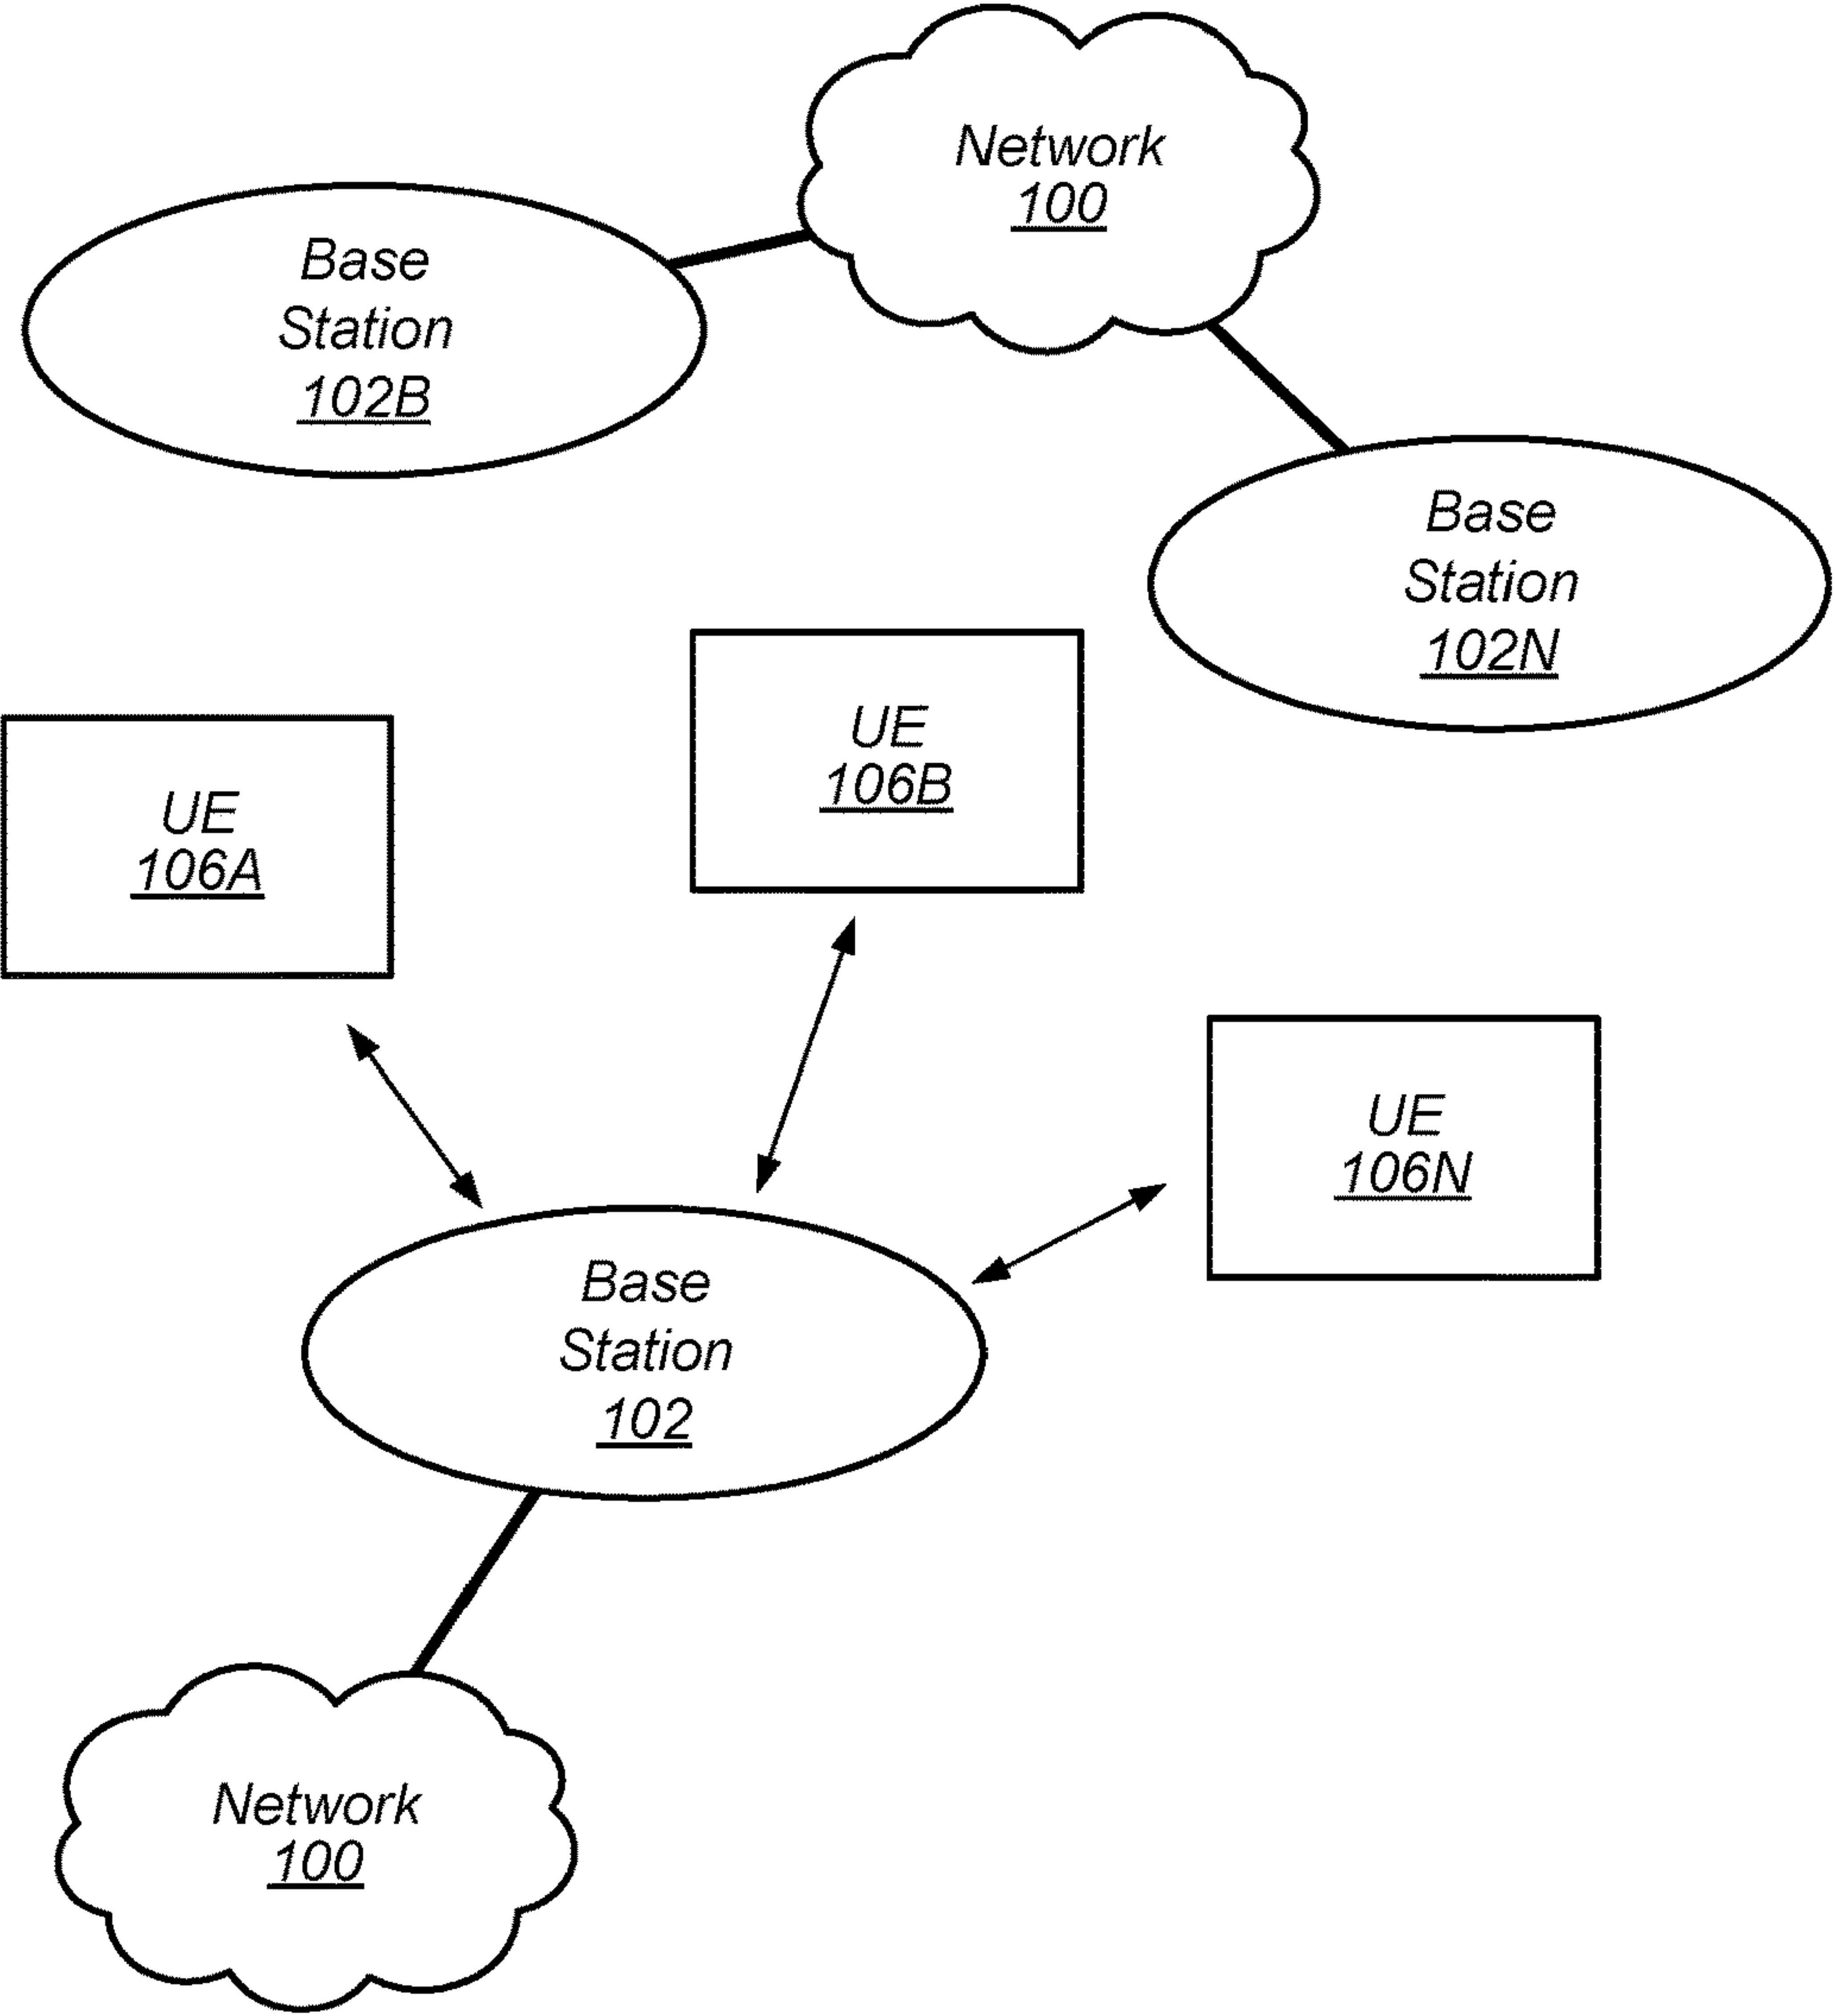 Network
100
Base
Station
102B
Base
Station
102N
UE
106B
UE
106A
UE
106N
Base
Station
102
Network
100